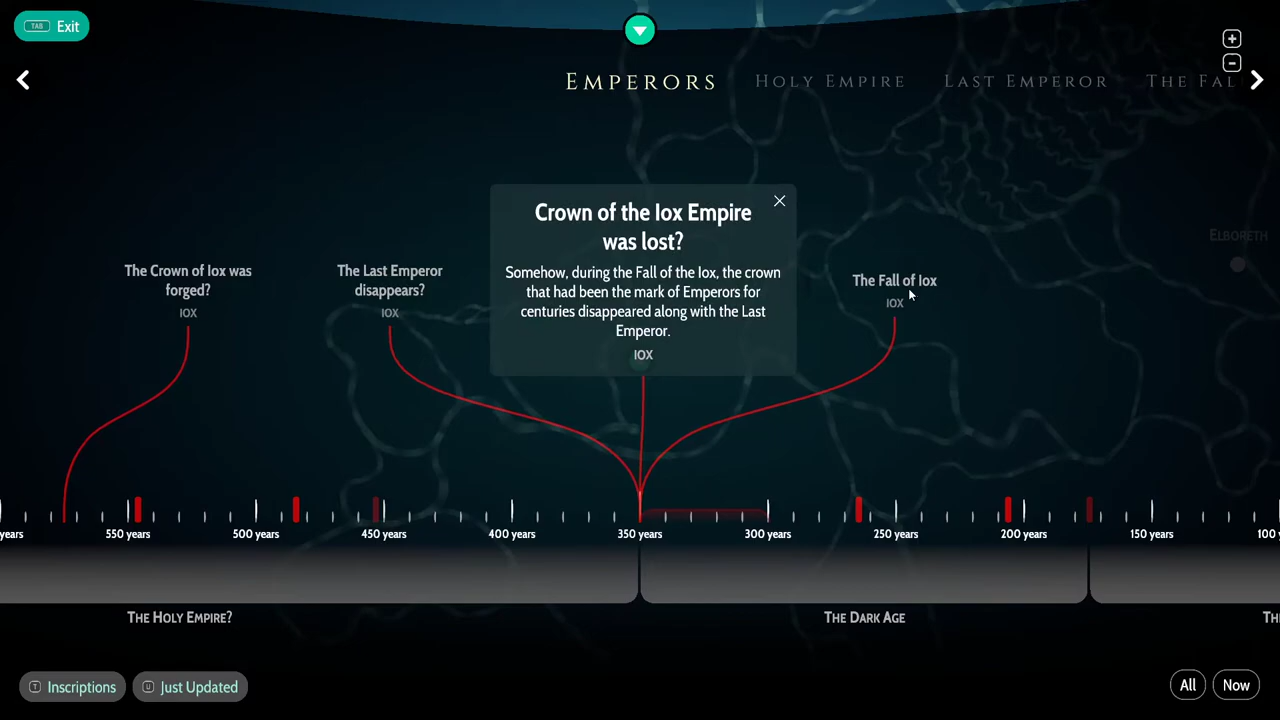 TAB Exit
EMPERORS HOLY EMPIRE LAST EMPEROR THE FAL
Crown of the Iox Empire
was lost?
Somehow, during the Fall of the Iox, the crown
that had been the mark of Emperors for
centuries disappeared along with the Last
Emperor.
IOX
The Crown of Iox was
forged?
IOX
The Last Emperor
disappears?
IOX
The Fall of Iox
IOX
ELBORETH
years 550 years 500 years 450 years 400 years 350 years 300 years 250 years 200 years 150 years 100 y
THE HOLY EMPIRE? THE DARK AGE TH
T Inscriptions U Just Updated All Now